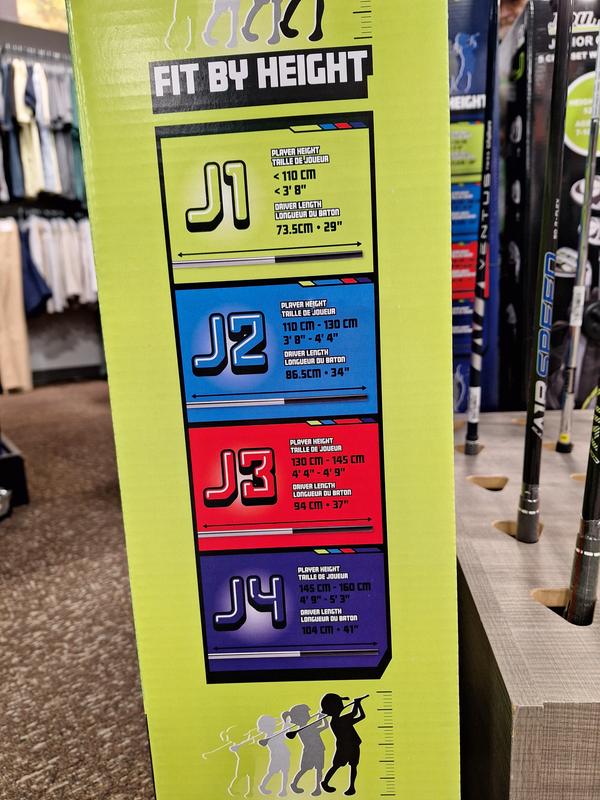 FIT BY HEIGHT
J1
PLAYER HEIGHT
TAILLE DE JOUEUR
< 110 CM
< 3' 8"
DRIVER LENGTH
LONGUEUR DU BATON
73.5CM • 29"
J2
PLAYER HEIGHT
TAILLE DE JOUEUR
110 CM - 130 CM
3' 8" - 4' 4"
DRIVER LENGTH
LONGUEUR DU BATON
86.5CM • 34"
J3
PLAYER HEIGHT
TAILLE DE JOUEUR
130 CM - 145 CM
4' 4" - 4' 9"
DRIVER LENGTH
LONGUEUR DU BATON
94 CM • 37"
J4
PLAYER HEIGHT
TAILLE DE JOUEUR
145 CM - 160 CM
4' 9" - 5' 3"
DRIVER LENGTH
LONGUEUR DU BATON
104 CM • 41"
HEIGHT
VENTUS
AIR SPEED